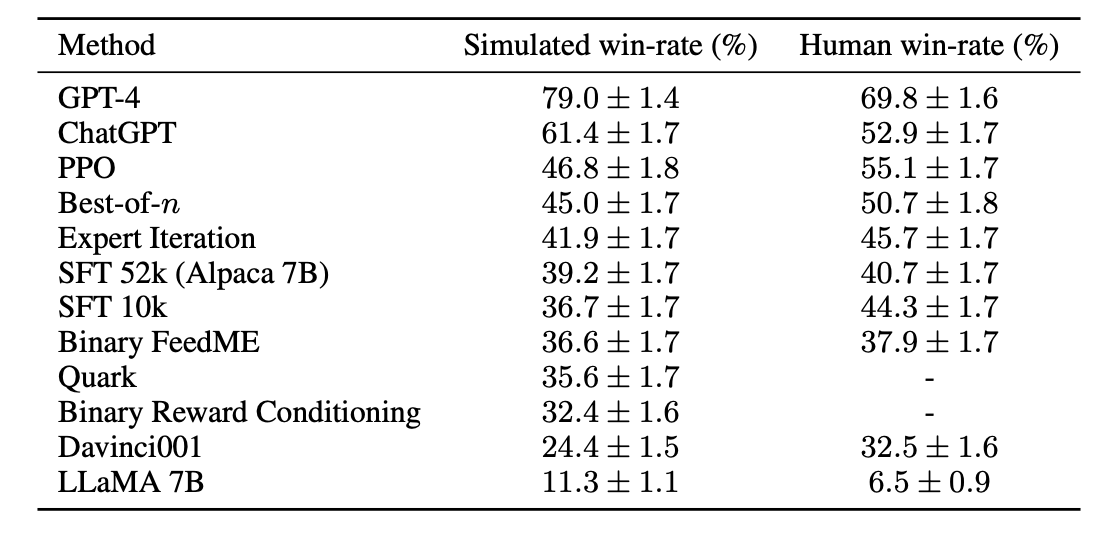 Method Simulated win-rate (%) Human win-rate (%)
GPT-4 79.0 ± 1.4 69.8 ± 1.6
ChatGPT 61.4 ± 1.7 52.9 ± 1.7
PPO 46.8 ± 1.8 55.1 ± 1.7
Best-of-n 45.0 ± 1.7 50.7 ± 1.8
Expert Iteration 41.9 ± 1.7 45.7 ± 1.7
SFT 52k (Alpaca 7B) 39.2 ± 1.7 40.7 ± 1.7
SFT 10k 36.7 ± 1.7 44.3 ± 1.7
Binary FeedME 36.6 ± 1.7 37.9 ± 1.7
Quark 35.6 ± 1.7 -
Binary Reward Conditioning 32.4 ± 1.6 -
Davinci001 24.4 ± 1.5 32.5 ± 1.6
LLaMA 7B 11.3 ± 1.1 6.5 ± 0.9